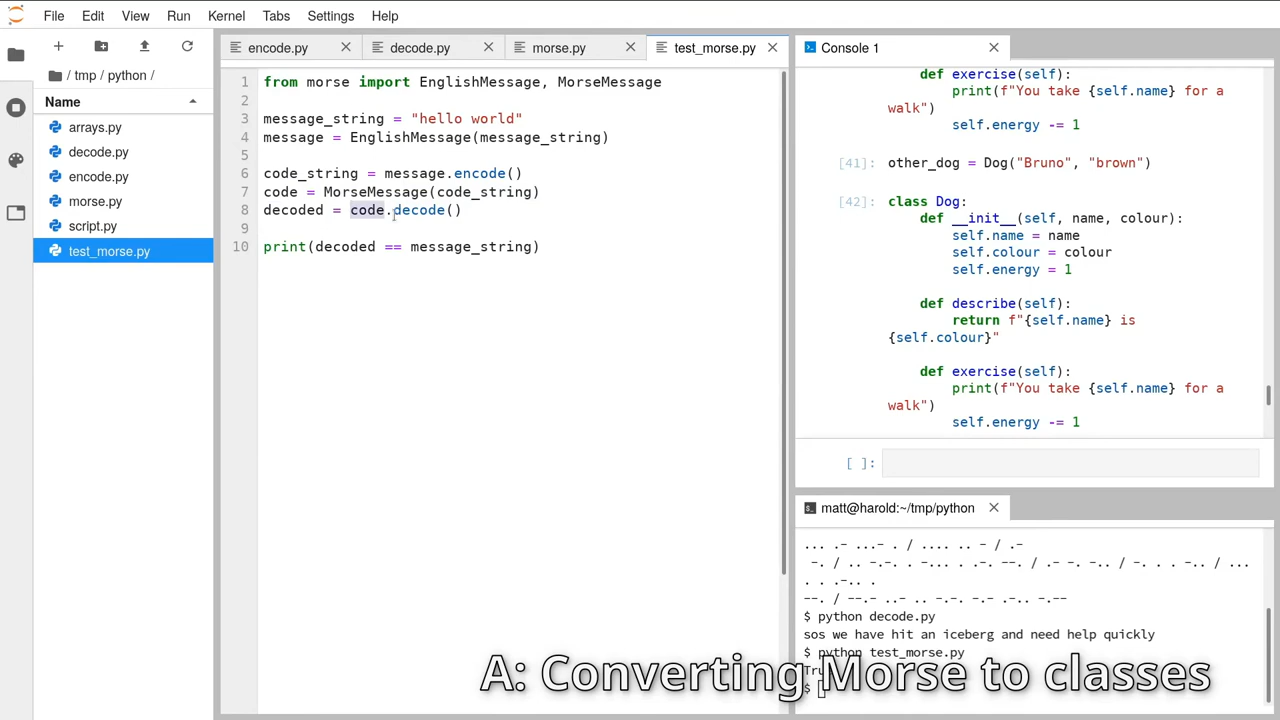 File Edit View Run Kernel Tabs Settings Help
/ tmp / python /
Name
arrays.py
decode.py
encode.py
morse.py
script.py
test_morse.py
encode.py decode.py morse.py test_morse.py
1 from morse import EnglishMessage, MorseMessage
2
3 message_string = "hello world"
4 message = EnglishMessage(message_string)
5
6 code_string = message.encode()
7 code = MorseMessage(code_string)
8 decoded = code.decode()
9
10 print(decoded == message_string)
Console 1
def exercise(self):
print(f"You take {self.name} for a
walk")
self.energy -= 1
[41]: other_dog = Dog("Bruno", "brown")
[42]: class Dog:
def __init__(self, name, colour):
self.name = name
self.colour = colour
self.energy = 1
def describe(self):
return f"{self.name} is
{self.colour}"
def exercise(self):
print(f"You take {self.name} for a
walk")
self.energy -= 1
[ ]:
matt@harold:~/tmp/python
... .- ...- . / .... .. - / .-
-. / .. -.-. . -... . .-. --. / .- -. -.. / -. . . -.. / ...
. . .-.. .
--. / --.- ..- .. -.-. -.- .-.. -.--
$ python decode.py
sos we have hit an iceberg and need help quickly
$ python test_morse.py
$
A: Converting Morse to classes